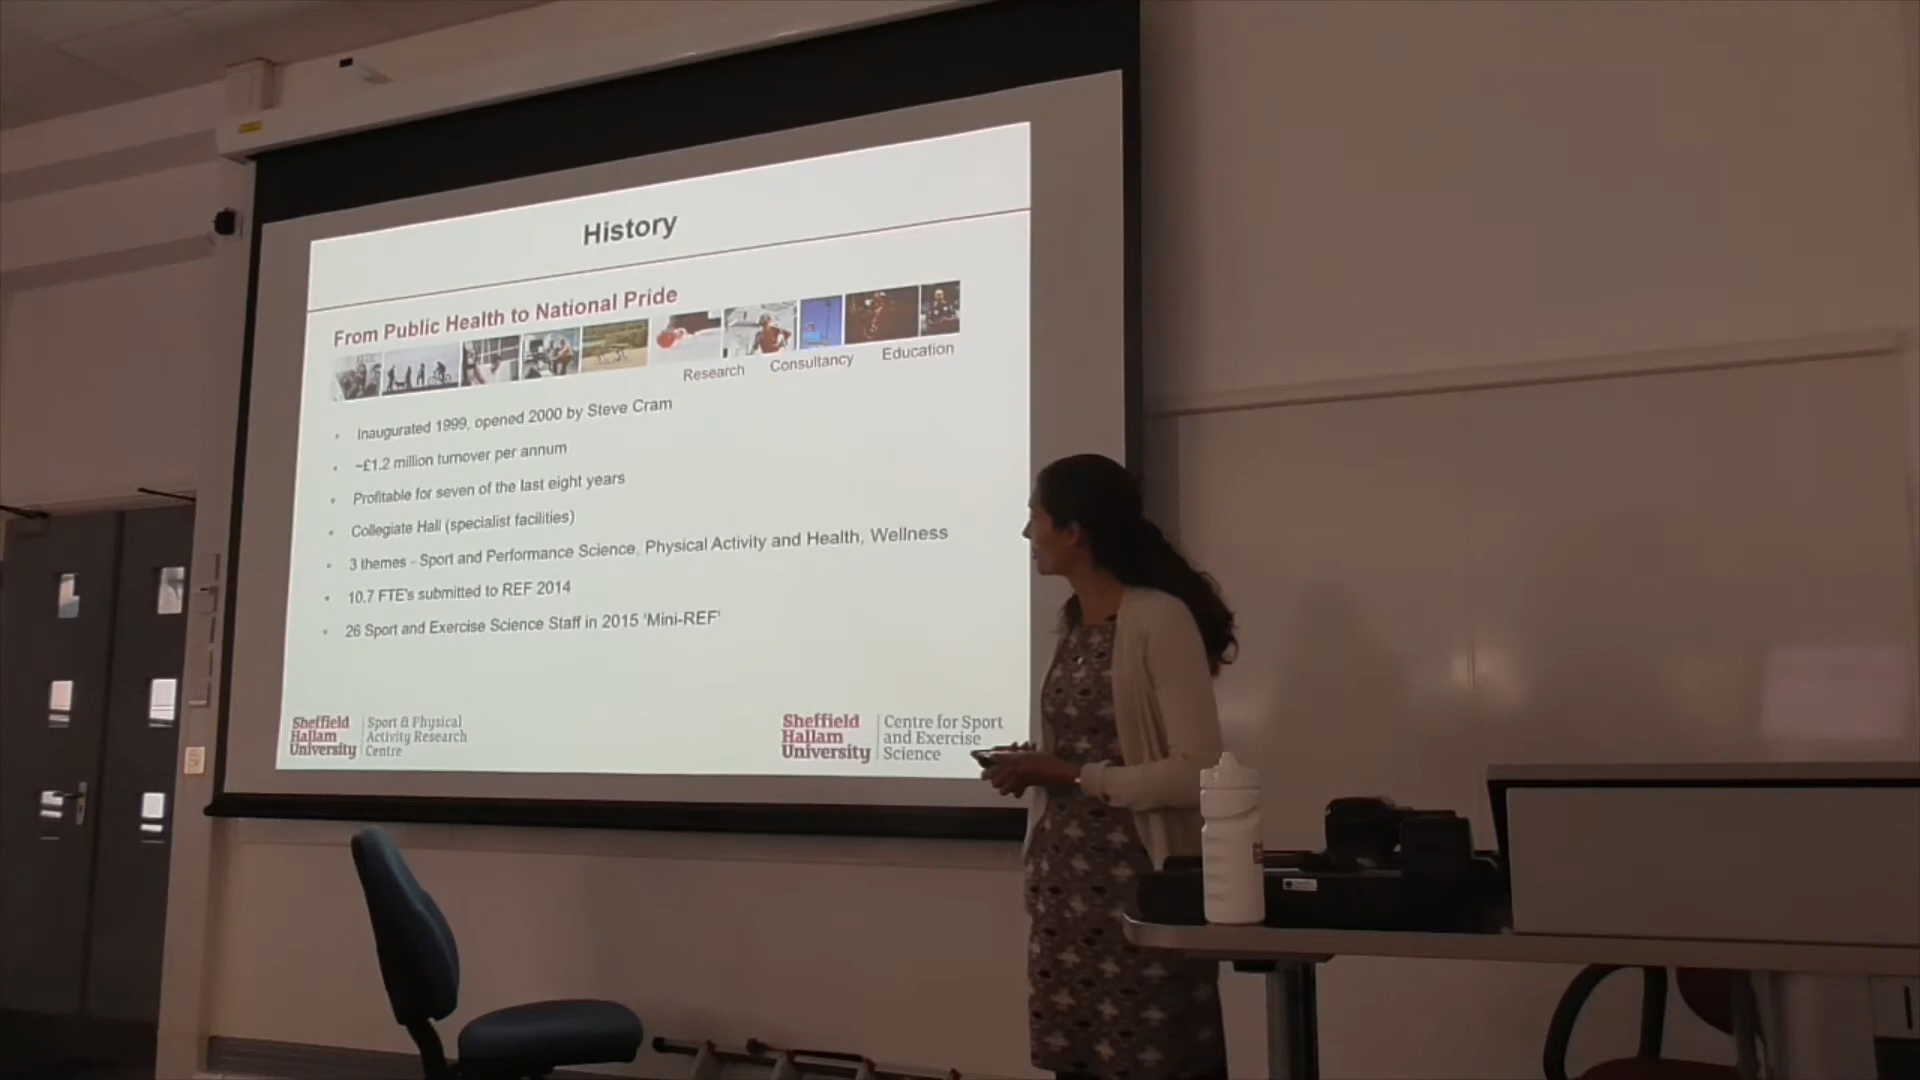 History
From Public Health to National Pride
Research Consultancy Education
Inaugurated 1999, opened 2000 by Steve Cram
~£1.2 million turnover per annum
Profitable for seven of the last eight years
Collegiate Hall (specialist facilities)
3 themes - Sport and Performance Science, Physical Activity and Health, Wellness
10.7 FTE's submitted to REF 2014
26 Sport and Exercise Science Staff in 2015 'Mini-REF'
Sheffield
Hallam
University
Sport & Physical
Activity Research
Centre
Sheffield
Hallam
University
Centre for Sport
and Exercise
Science